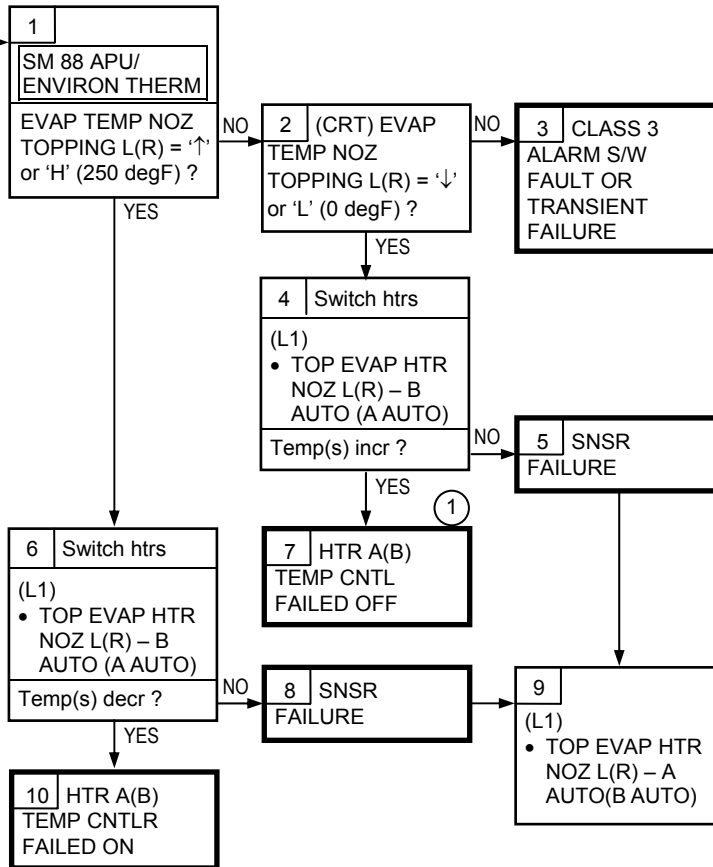 1
SM 88 APU/
ENVIRON THERM
EVAP TEMP NOZ
TOPPING L(R) = ‘↑’
or ‘H’ (250 degF) ?
NO
YES
2 (CRT) EVAP
TEMP NOZ
TOPPING L(R) = ‘↓’
or ‘L’ (0 degF) ?
NO
YES
3 CLASS 3
ALARM S/W
FAULT OR
TRANSIENT
FAILURE
4 Switch htrs
(L1)
• TOP EVAP HTR
NOZ L(R) – B
AUTO (A AUTO)
Temp(s) incr ?
NO
YES
5 SNSR
FAILURE
6 Switch htrs
(L1)
• TOP EVAP HTR
NOZ L(R) – B
AUTO (A AUTO)
Temp(s) decr ?
NO
YES
1
7 HTR A(B)
TEMP CNTL
FAILED OFF
8 SNSR
FAILURE
9
(L1)
• TOP EVAP HTR
NOZ L(R) – A
AUTO(B AUTO)
10 HTR A(B)
TEMP CNTLR
FAILED ON